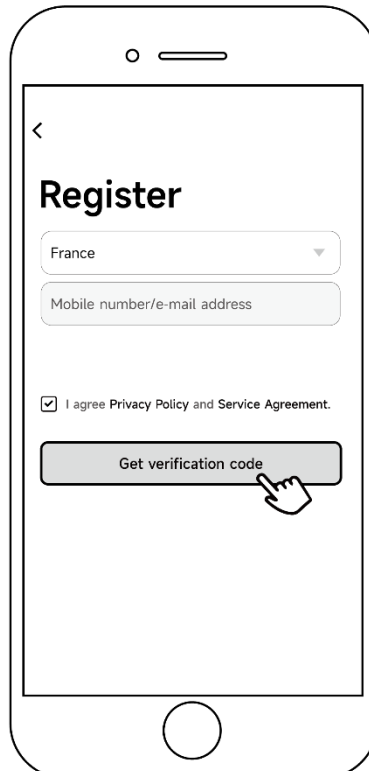 Register
France
Mobile number/e-mail address
I agree Privacy Policy and Service Agreement.
Get verification code